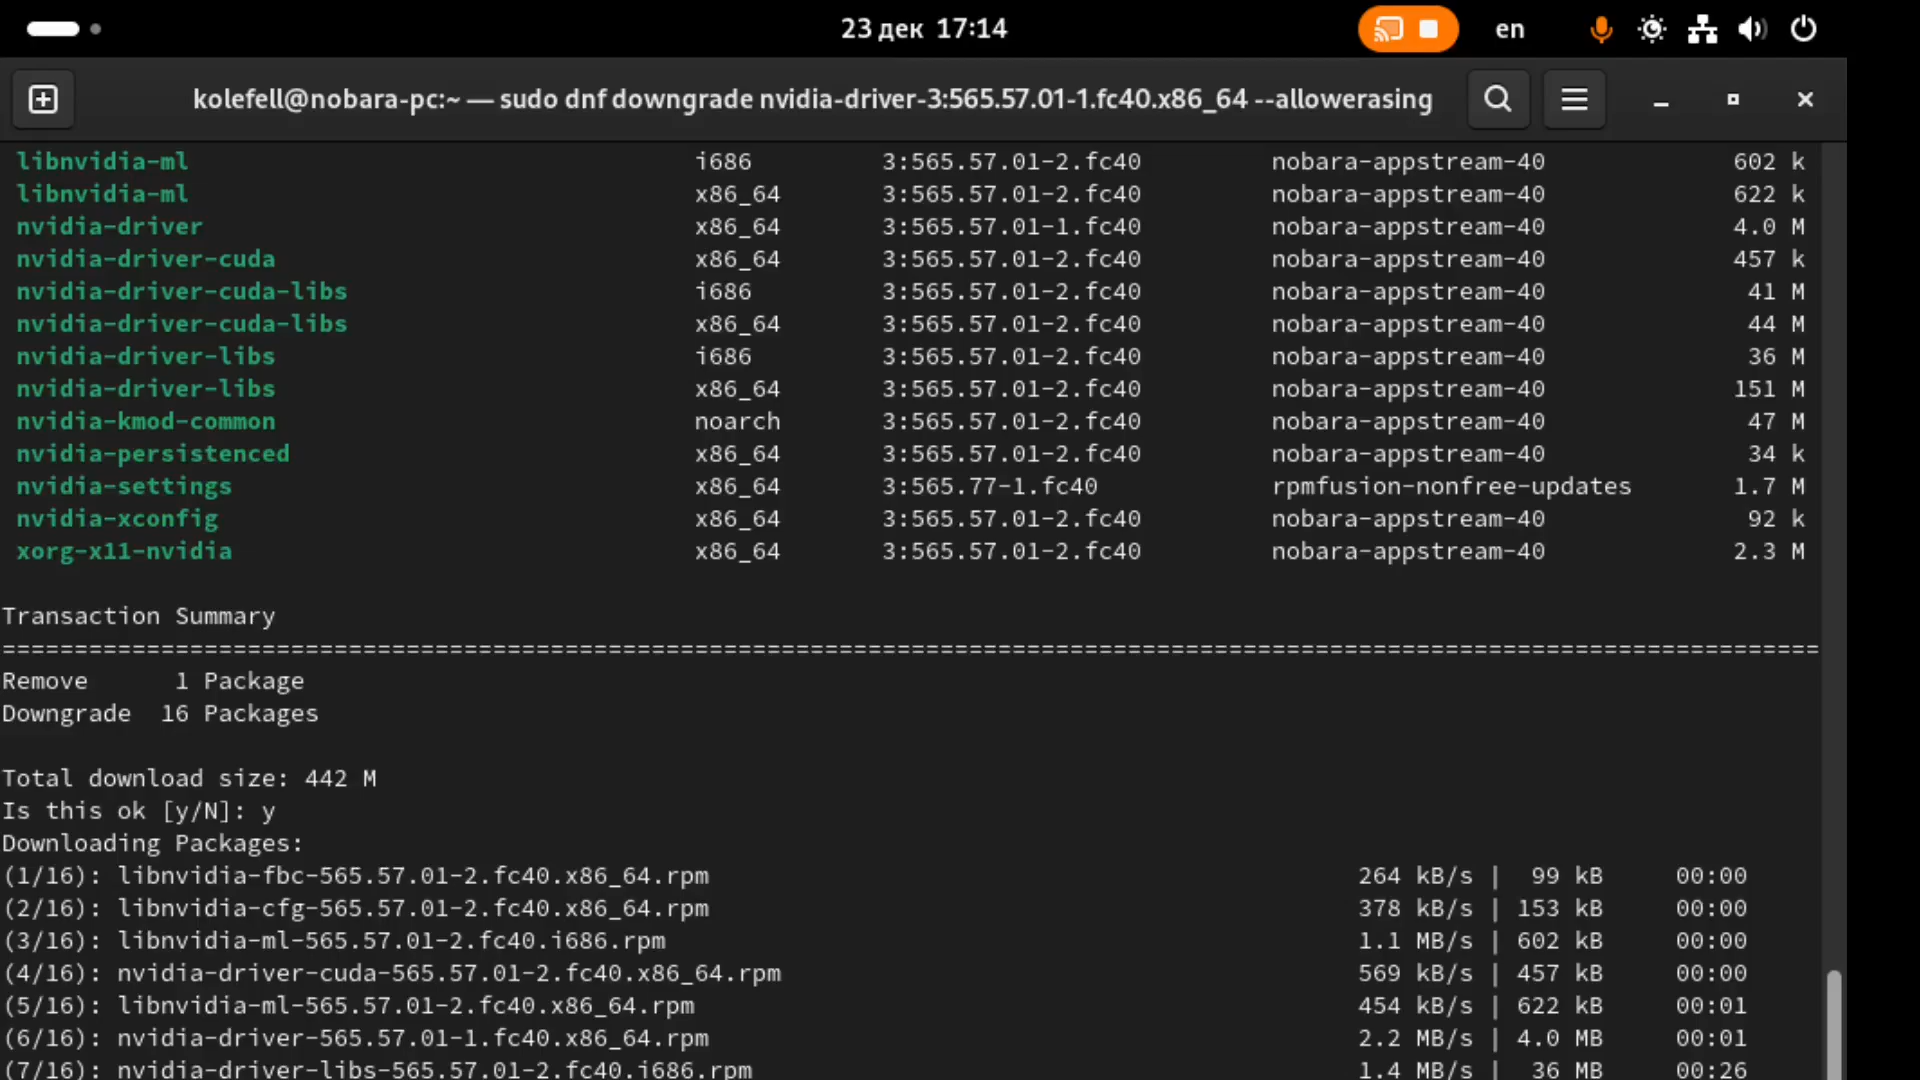 23 дек 17:14
en
kolefell@nobara-pc:~ — sudo dnf downgrade nvidia-driver-3:565.57.01-1.fc40.x86_64 --allowerasing
libnvidia-ml i686 3:565.57.01-2.fc40 nobara-appstream-40 602 k
libnvidia-ml x86_64 3:565.57.01-2.fc40 nobara-appstream-40 622 k
nvidia-driver x86_64 3:565.57.01-1.fc40 nobara-appstream-40 4.0 M
nvidia-driver-cuda x86_64 3:565.57.01-2.fc40 nobara-appstream-40 457 k
nvidia-driver-cuda-libs i686 3:565.57.01-2.fc40 nobara-appstream-40 41 M
nvidia-driver-cuda-libs x86_64 3:565.57.01-2.fc40 nobara-appstream-40 44 M
nvidia-driver-libs i686 3:565.57.01-2.fc40 nobara-appstream-40 36 M
nvidia-driver-libs x86_64 3:565.57.01-2.fc40 nobara-appstream-40 151 M
nvidia-kmod-common noarch 3:565.57.01-2.fc40 nobara-appstream-40 47 M
nvidia-persistenced x86_64 3:565.57.01-2.fc40 nobara-appstream-40 34 k
nvidia-settings x86_64 3:565.77-1.fc40 rpmfusion-nonfree-updates 1.7 M
nvidia-xconfig x86_64 3:565.57.01-2.fc40 nobara-appstream-40 92 k
xorg-x11-nvidia x86_64 3:565.57.01-2.fc40 nobara-appstream-40 2.3 M
Transaction Summary
==============================================================================================================================
Remove 1 Package
Downgrade 16 Packages
Total download size: 442 M
Is this ok [y/N]: y
Downloading Packages:
(1/16): libnvidia-fbc-565.57.01-2.fc40.x86_64.rpm 264 kB/s | 99 kB 00:00
(2/16): libnvidia-cfg-565.57.01-2.fc40.x86_64.rpm 378 kB/s | 153 kB 00:00
(3/16): libnvidia-ml-565.57.01-2.fc40.i686.rpm 1.1 MB/s | 602 kB 00:00
(4/16): nvidia-driver-cuda-565.57.01-2.fc40.x86_64.rpm 569 kB/s | 457 kB 00:00
(5/16): libnvidia-ml-565.57.01-2.fc40.x86_64.rpm 454 kB/s | 622 kB 00:01
(6/16): nvidia-driver-565.57.01-1.fc40.x86_64.rpm 2.2 MB/s | 4.0 MB 00:01
(7/16): nvidia-driver-libs-565.57.01-2.fc40.i686.rpm 1.4 MB/s | 36 MB 00:26